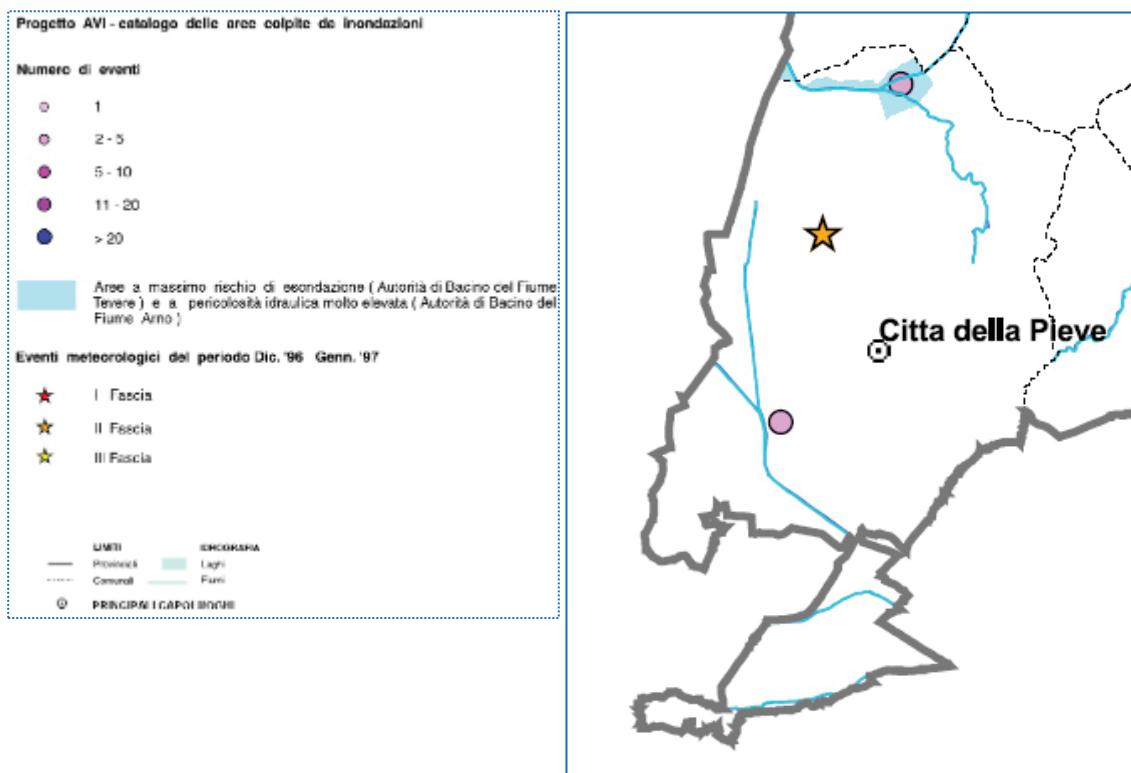 Progetto AVI - catalogo delle aree colpite da inondazioni
Numero di eventi
1
2 - 5
5 - 10
11 - 20
> 20
Aree a massimo rischio di esondazione ( Autorità di Bacino del Fiume
Tevere ) e a pericolosità idraulica molto elevata ( Autorità di Bacino del
Fiume Arno )
Eventi meteorologici del periodo Dic. '96 Genn. '97
I Fascia
II Fascia
III Fascia
LIMITI IDROGRAFIA
Provinciali Laghi
Comunali Fiumi
PRINCIPALI CAPOLUOGHI
Citta della Pieve